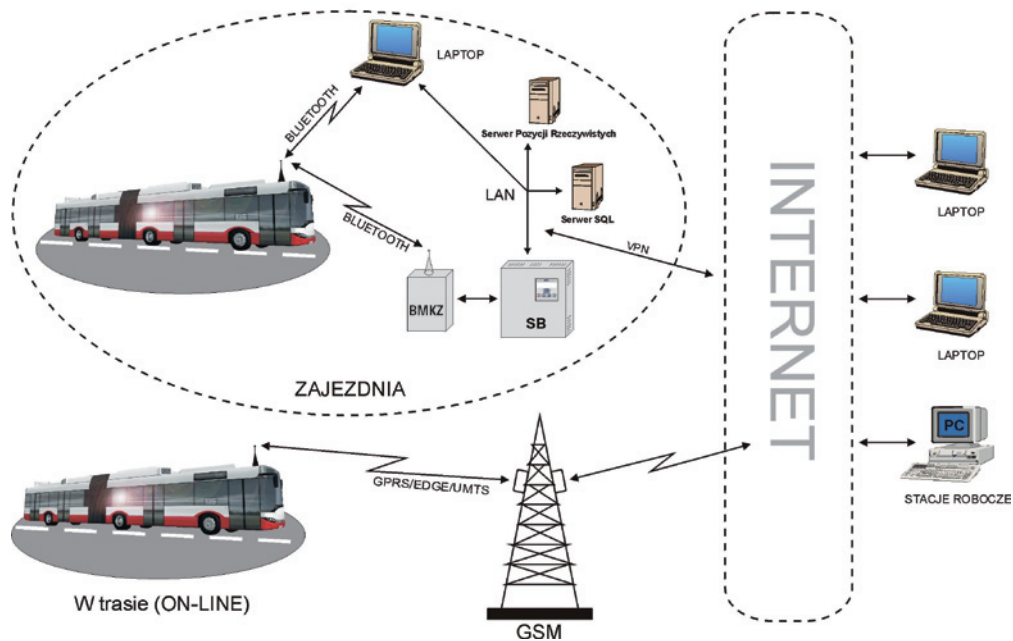 LAPTOP
BLUETOOTH
Serwer Pozycji Rzeczywistych
LAN
Serwer SQL
BLUETOOTH
VPN
BMKZ
SB
ZAJEZDNIA
INTERNET
LAPTOP
LAPTOP
PC
STACJE ROBOCZE
GPRS/EDGE/UMTS
W trasie (ON-LINE)
GSM